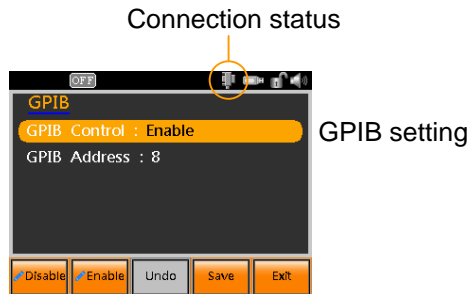 Connection status
OFF
GPIB
GPIB Control : Enable
GPIB setting
GPIB Address : 8
Disable Enable Undo Save Exit